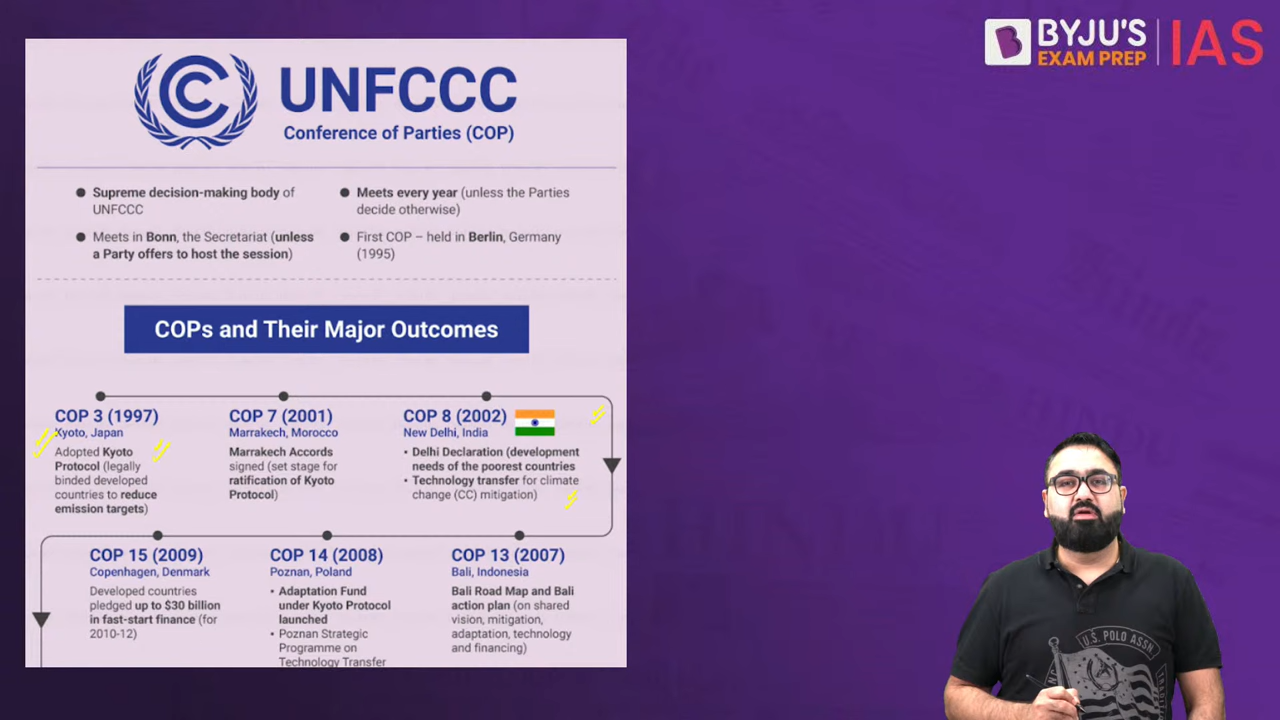 BYJU'S
EXAM PREP
IAS
UNFCCC
Conference of Parties (COP)
● Supreme decision-making body of
UNFCCC
● Meets in Bonn, the Secretariat (unless
a Party offers to host the session)
● Meets every year (unless the Parties
decide otherwise)
● First COP – held in Berlin, Germany
(1995)
COPs and Their Major Outcomes
COP 3 (1997)
Kyoto, Japan
Adopted Kyoto
Protocol (legally
binded developed
countries to reduce
emission targets)
COP 7 (2001)
Marrakech, Morocco
Marrakech Accords
signed (set stage for
ratification of Kyoto
Protocol)
COP 8 (2002)
New Delhi, India
• Delhi Declaration (development
needs of the poorest countries
• Technology transfer for climate
change (CC) mitigation)
COP 15 (2009)
Copenhagen, Denmark
Developed countries
pledged up to $30 billion
in fast-start finance (for
2010-12)
COP 14 (2008)
Poznan, Poland
• Adaptation Fund
under Kyoto Protocol
launched
• Poznan Strategic
Programme on
Technology Transfer
COP 13 (2007)
Bali, Indonesia
Bali Road Map and Bali
action plan (on shared
vision, mitigation,
adaptation, technology
and financing)
U.S. POLO ASSN.